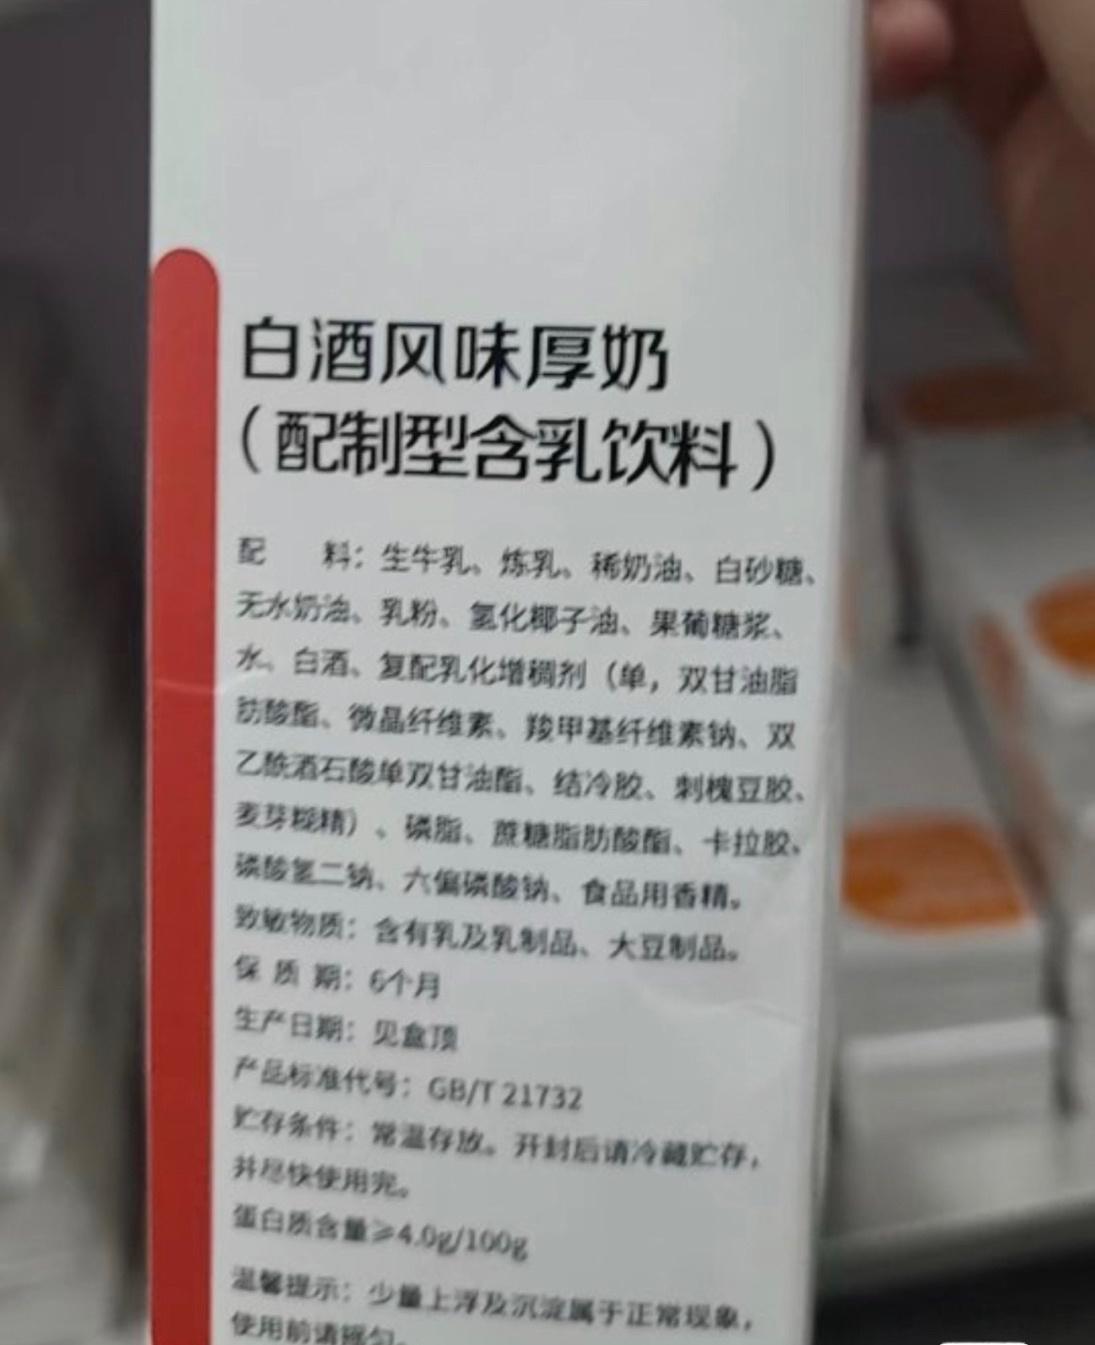 白酒风味厚奶
（配制型含乳饮料）
配 料：生牛乳、炼乳、稀奶油、白砂糖、
无水奶油、乳粉、氢化椰子油、果葡糖浆、
水、白酒、复配乳化增稠剂（单，双甘油脂
肪酸酯、微晶纤维素、羧甲基纤维素钠、双
乙酰酒石酸单双甘油酯、结冷胶、刺槐豆胶、
麦芽糊精）、磷脂、蔗糖脂肪酸酯、卡拉胶、
磷酸氢二钠、六偏磷酸钠、食品用香精。
致敏物质：含有乳及乳制品、大豆制品。
保 质 期：6个月
生产日期：见盒顶
产品标准代号：GB/T 21732
贮存条件：常温存放。开封后请冷藏贮存，
并尽快使用完。
蛋白质含量≥4.0g/100g
温馨提示：少量上浮及沉淀属于正常现象，
使用前请摇匀。